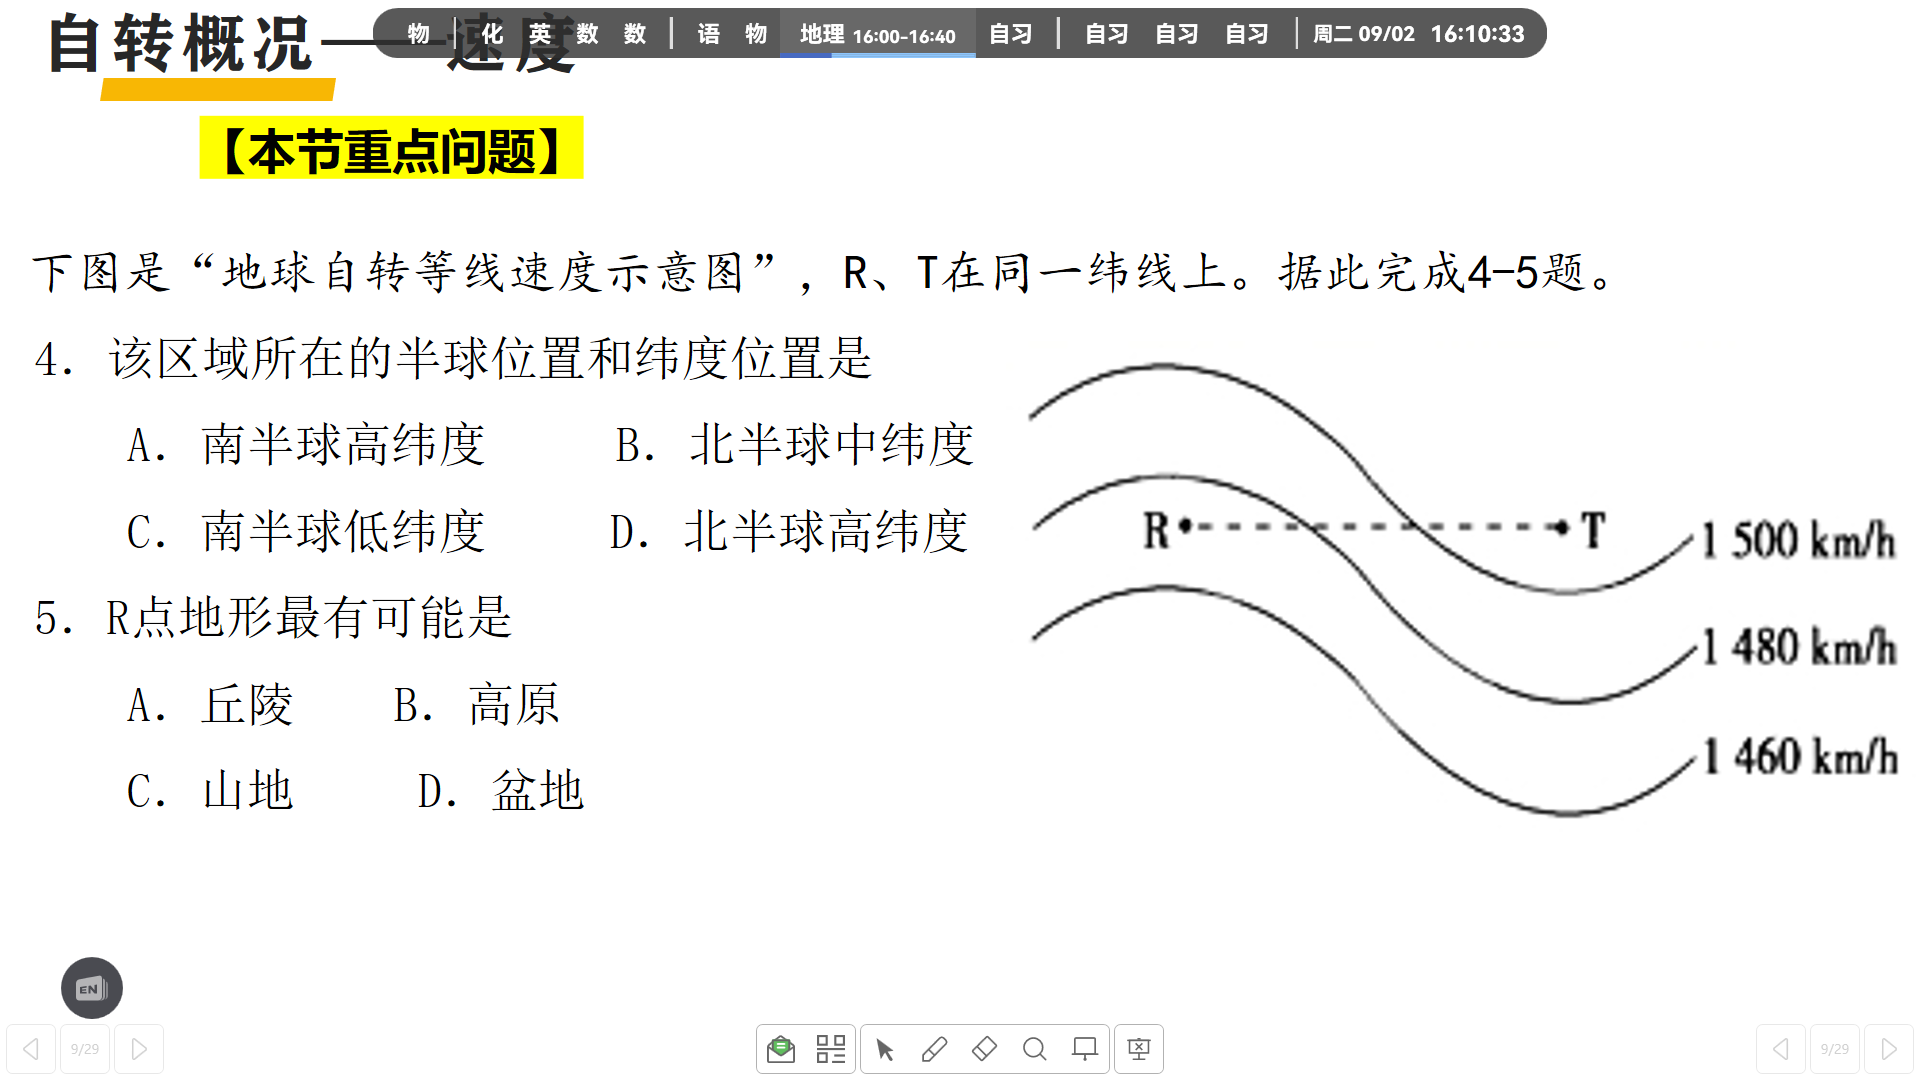 自转概况——速度
物 | 化 英 数 数 | 语 物 地理 16:00-16:40 自习 | 自习 自习 自习 | 周二 09/02 16:10:33
【本节重点问题】
下图是“地球自转等线速度示意图”，R、T在同一纬线上。据此完成4-5题。
4. 该区域所在的半球位置和纬度位置是
A. 南半球高纬度 B. 北半球中纬度
C. 南半球低纬度 D. 北半球高纬度
5. R点地形最有可能是
A. 丘陵 B. 高原
C. 山地 D. 盆地
R T
1 500 km/h
1 480 km/h
1 460 km/h
EN
9/29
9/29